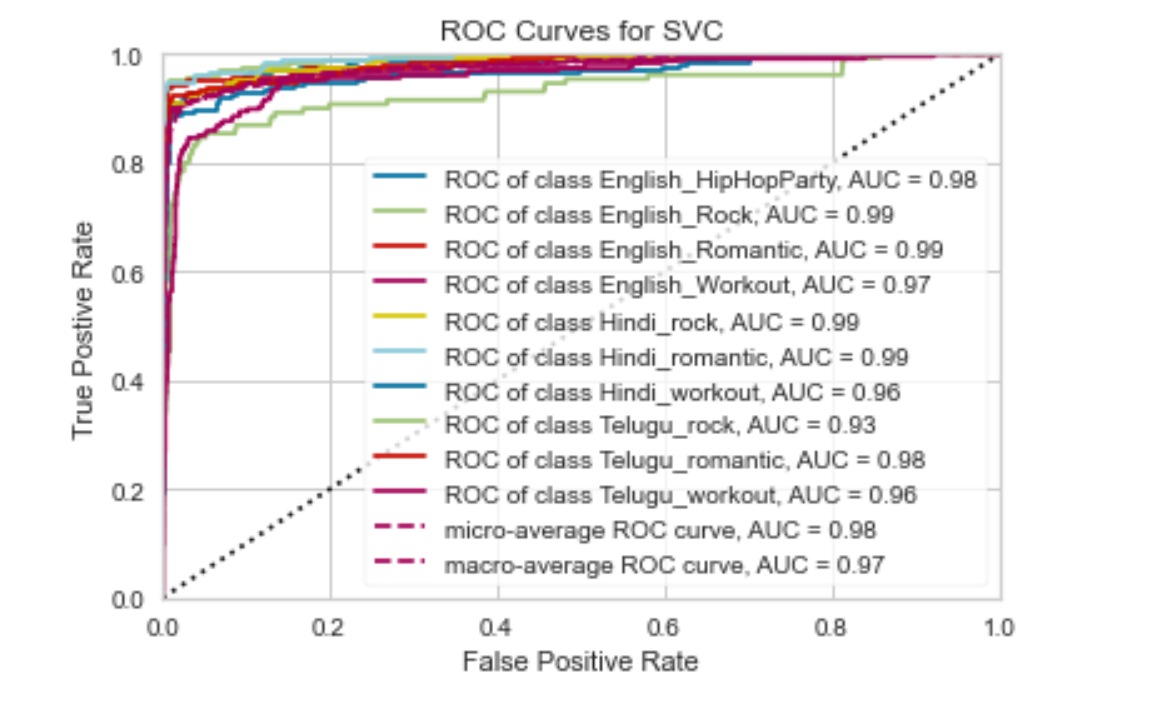 ROC Curves for SVC
1.0
0.8
0.6
0.4
0.2
0.0
True Postive Rate
ROC of class English_HipHopParty, AUC = 0.98
ROC of class English_Rock, AUC = 0.99
ROC of class English_Romantic, AUC = 0.99
ROC of class English_Workout, AUC = 0.97
ROC of class Hindi_rock, AUC = 0.99
ROC of class Hindi_romantic, AUC = 0.99
ROC of class Hindi_workout, AUC = 0.96
ROC of class Telugu_rock, AUC = 0.93
ROC of class Telugu_romantic, AUC = 0.98
ROC of class Telugu_workout, AUC = 0.96
micro-average ROC curve, AUC = 0.98
macro-average ROC curve, AUC = 0.97
0.0 0.2 0.4 0.6 0.8 1.0
False Positive Rate